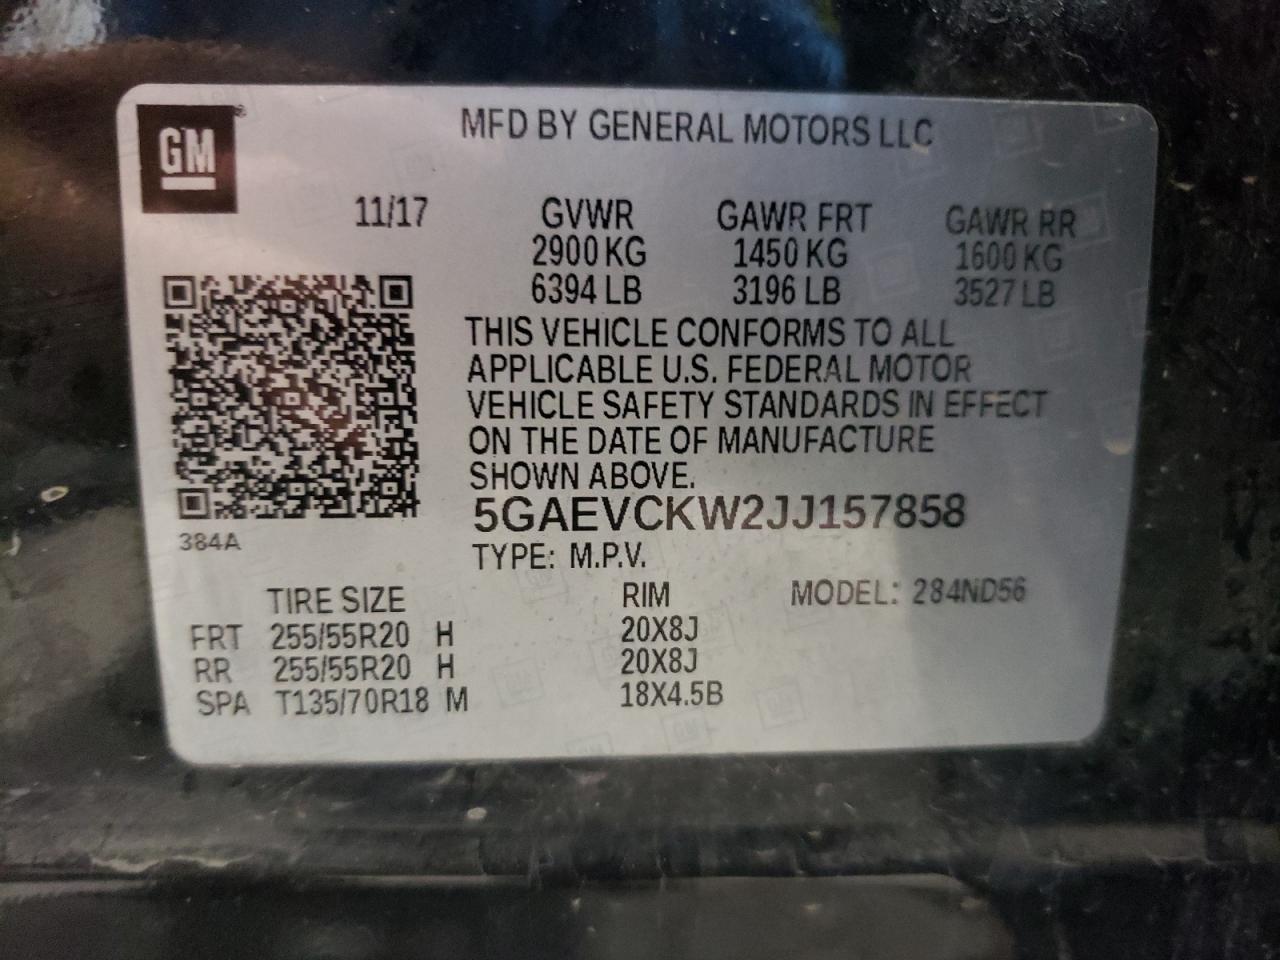 GM®
MFD BY GENERAL MOTORS LLC
11/17 GVWR GAWR FRT GAWR RR
2900 KG 1450 KG 1600 KG
6394 LB 3196 LB 3527 LB
THIS VEHICLE CONFORMS TO ALL
APPLICABLE U.S. FEDERAL MOTOR
VEHICLE SAFETY STANDARDS IN EFFECT
ON THE DATE OF MANUFACTURE
SHOWN ABOVE.
5GAEVCKW2JJ157858
384A
TYPE: M.P.V.
TIRE SIZE RIM MODEL: 284ND56
FRT 255/55R20 H 20X8J
RR 255/55R20 H 20X8J
SPA T135/70R18 M 18X4.5B